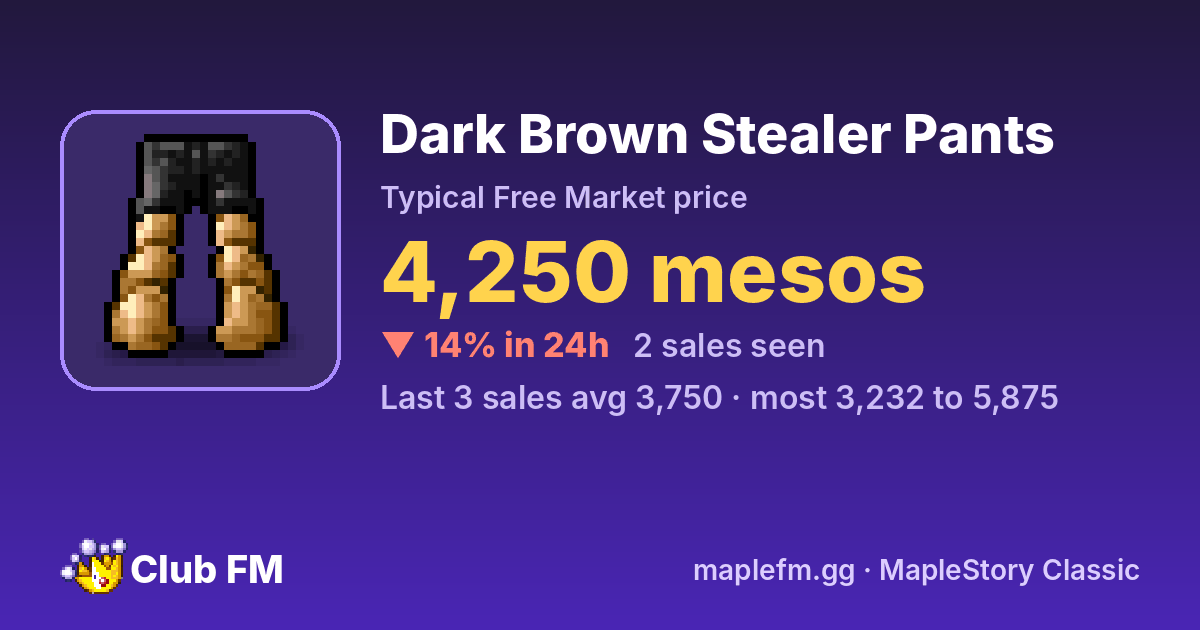 Dark Brown Stealer Pants
Typical Free Market price
4,250 mesos
▼ 14% in 24h 2 sales seen
Last 3 sales avg 3,750 · most 3,232 to 5,875
Club FM
maplefm.gg · MapleStory Classic